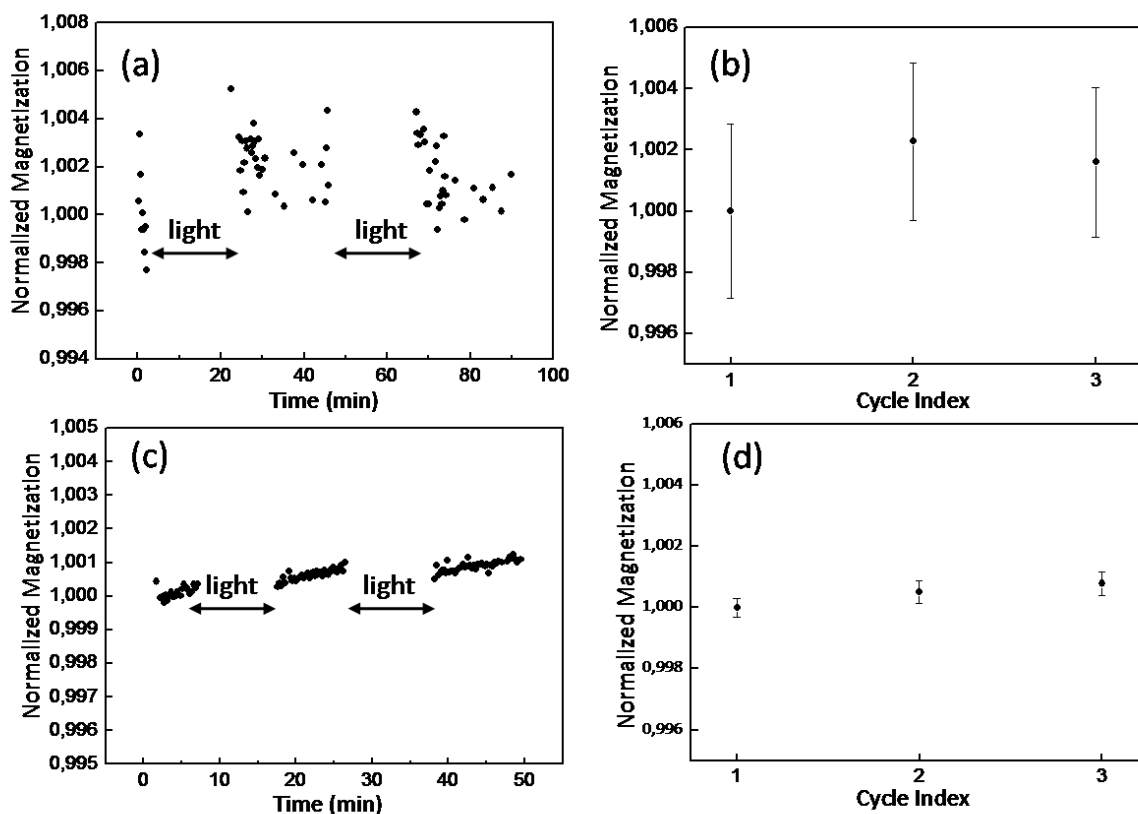 (a)
Normalized Magnetization
1,008
1,006
1,004
1,002
1,000
0,998
0,996
0,994
light
light
0 20 40 60 80 100
Time (min)
(b)
Normalized Magnetization
1,006
1,004
1,002
1,000
0,998
0,996
1 2 3
Cycle Index
(c)
Normalized Magnetization
1,005
1,004
1,003
1,002
1,001
1,000
0,999
0,998
0,997
0,996
0,995
light
light
0 10 20 30 40 50
Time (min)
(d)
Normalized Magnetization
1,006
1,004
1,002
1,000
0,998
0,996
1 2 3
Cycle Index